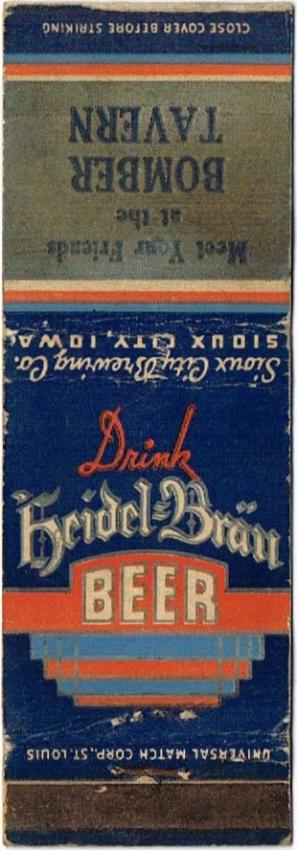 CLOSE COVER BEFORE STRIKING
Meet Your Friends
at the
BOMBER
TAVERN
Sioux City Brewing Co.
SIOUX CITY, IOWA
Drink
Heidel-Bräu
BEER
UNIVERSAL MATCH CORP., ST. LOUIS